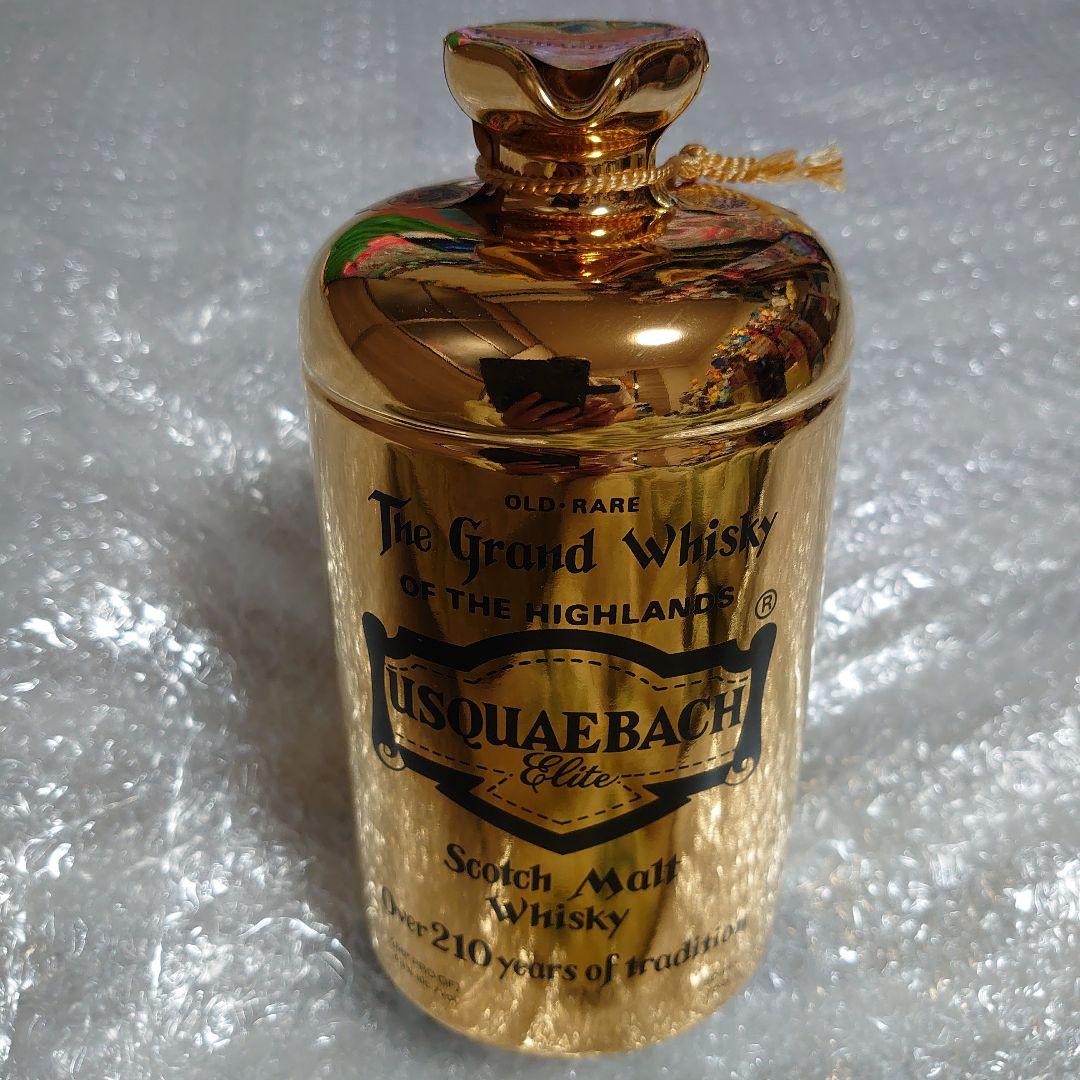 OLD·RARE
The Grand Whisky
OF THE HIGHLANDS ®
USQUAEBACH
Elite
Scotch Malt
Whisky
Over 210 years of tradition